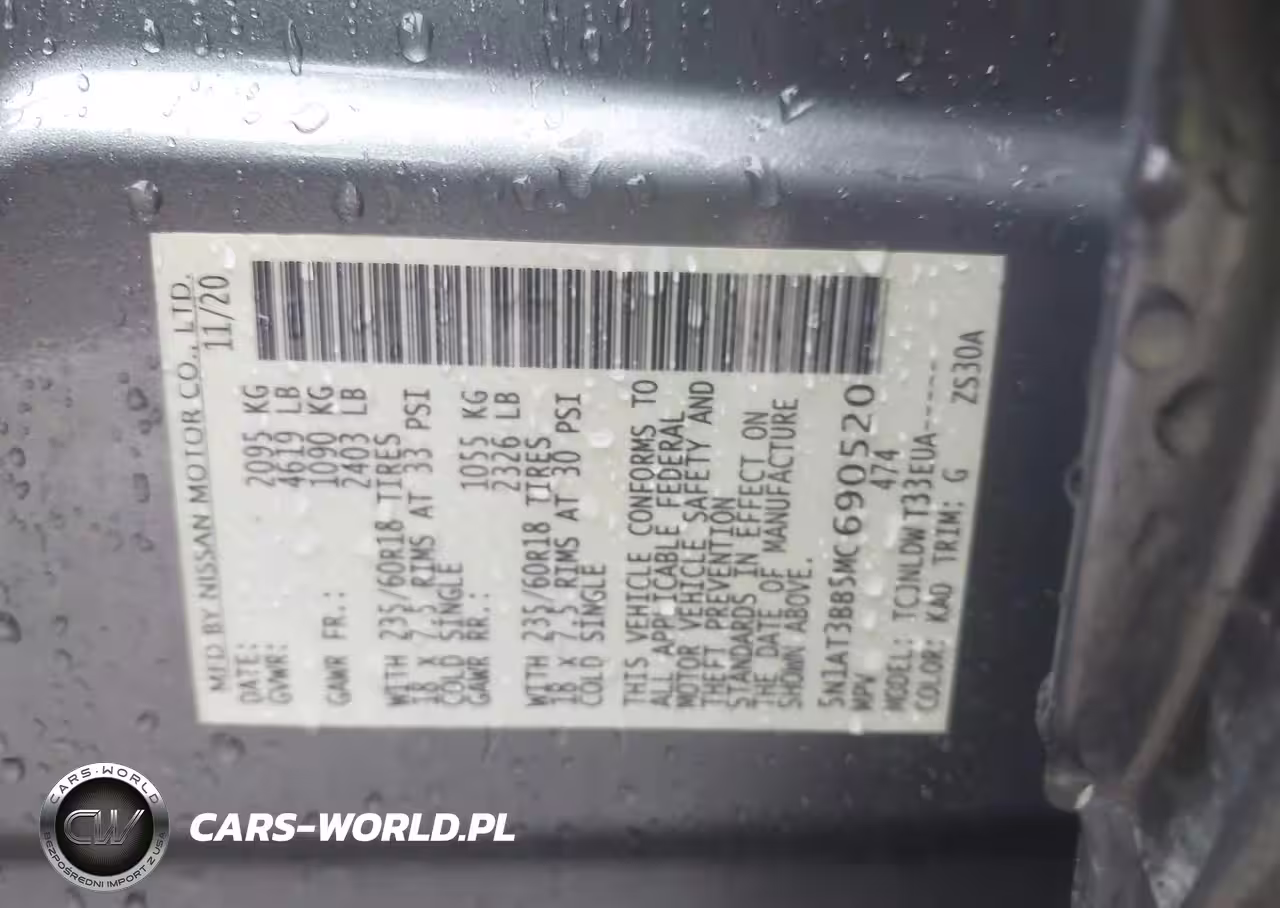 MFD BY NISSAN MOTOR CO., LTD.
DATE: 11/20
GVWR: 2095 KG
4619 LB
GAWR FR.: 1090 KG
2403 LB
WITH 235/60R18 TIRES
18 X 7.5 RIMS AT 33 PSI
COLD SINGLE
GAWR RR.: 1055 KG
2326 LB
WITH 235/60R18 TIRES
18 X 7.5 RIMS AT 30 PSI
COLD SINGLE
THIS VEHICLE CONFORMS TO
ALL APPLICABLE FEDERAL
MOTOR VEHICLE SAFETY AND
THEFT PREVENTION
STANDARDS IN EFFECT ON
THE DATE OF MANUFACTURE
SHOWN ABOVE.
5N1AT3BB5MC690520
MPV 474
MODEL: TCJNLDWT33EUA-----
COLOR: KAD TRIM: G ZS30A
CARS-WORLD
CW
BEZPOŚREDNI IMPORT Z USA
CARS-WORLD.PL